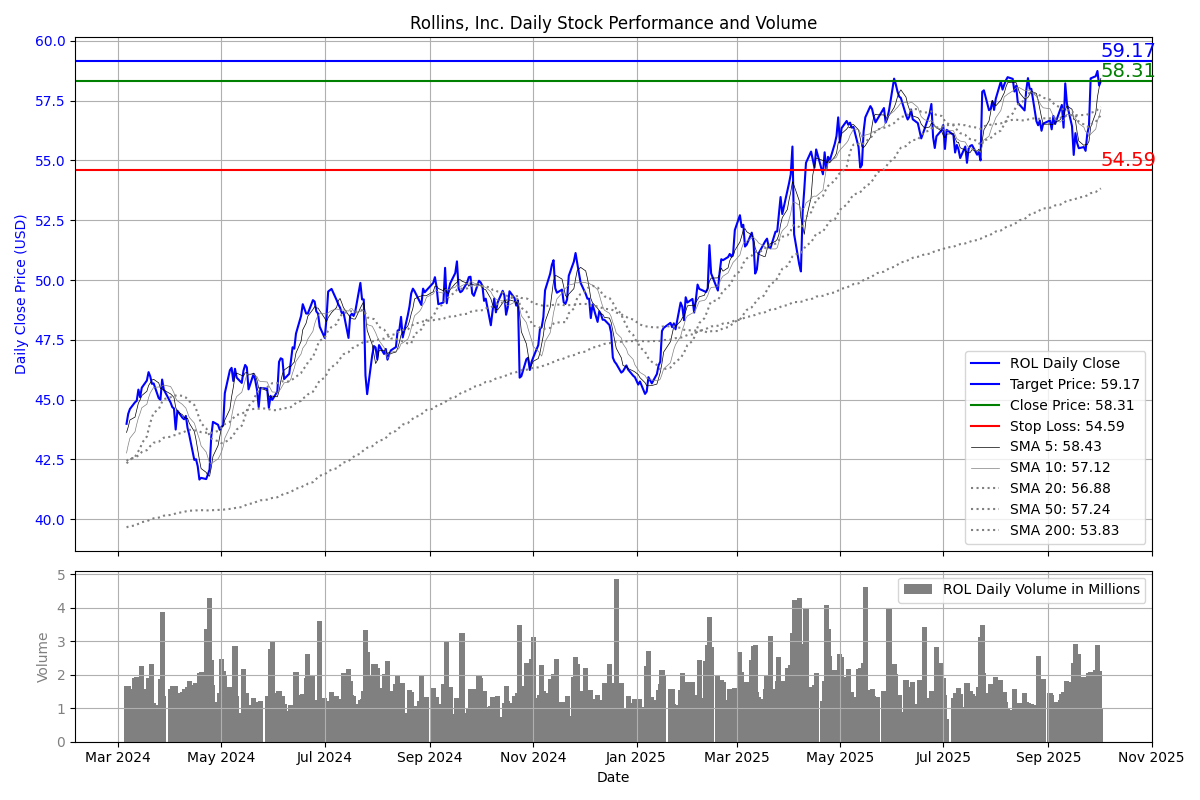 Rollins, Inc. Daily Stock Performance and Volume
60.0
57.5
55.0
52.5
50.0
47.5
45.0
42.5
40.0
Daily Close Price (USD)
59.17
58.31
54.59
ROL Daily Close
Target Price: 59.17
Close Price: 58.31
Stop Loss: 54.59
SMA 5: 58.43
SMA 10: 57.12
SMA 20: 56.88
SMA 50: 57.24
SMA 200: 53.83
5
4
3
2
1
0
Volume
ROL Daily Volume in Millions
Mar 2024 May 2024 Jul 2024 Sep 2024 Nov 2024 Jan 2025 Mar 2025 May 2025 Jul 2025 Sep 2025 Nov 2025
Date